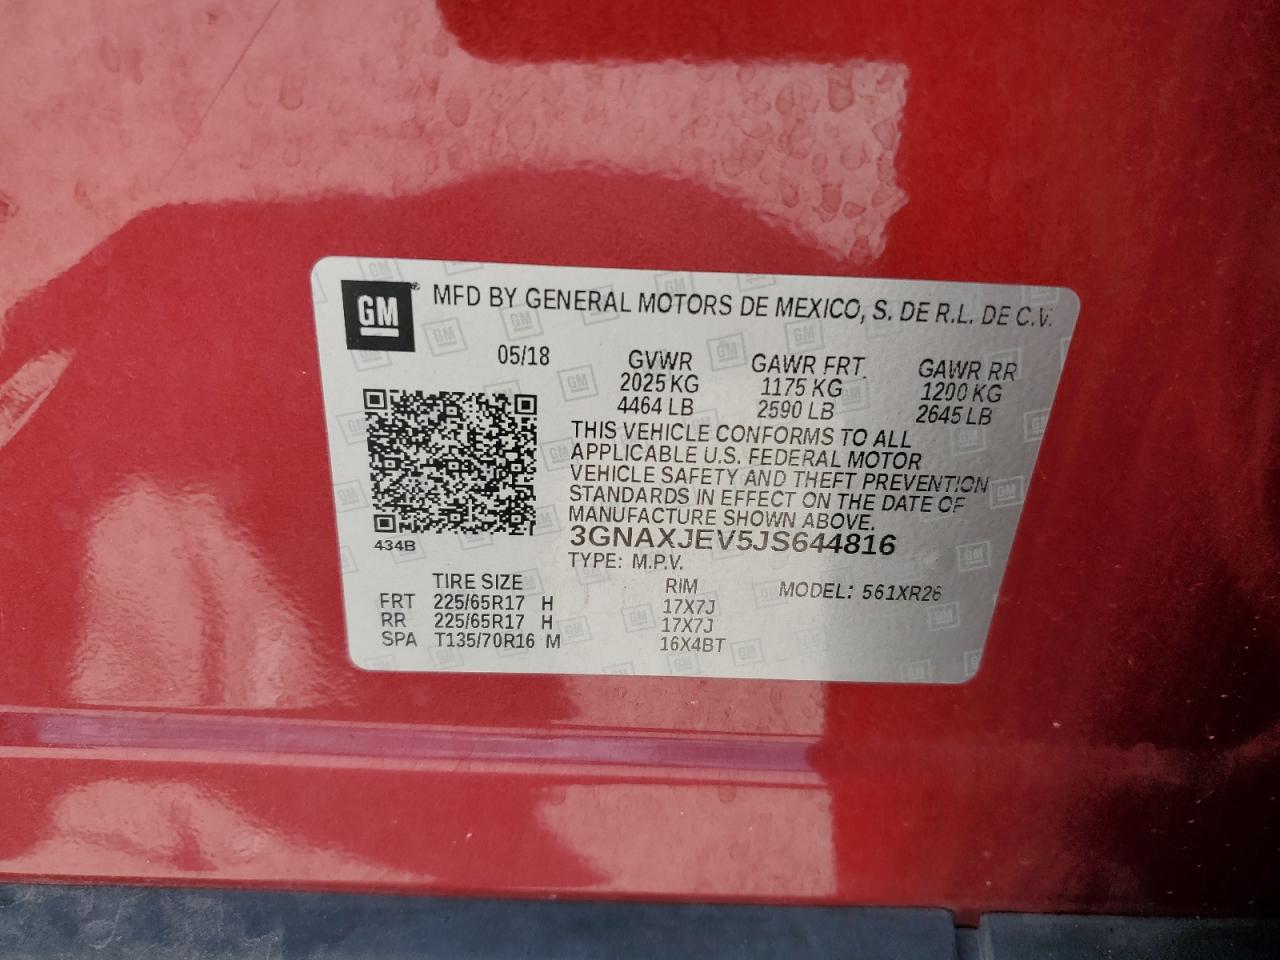 GM® MFD BY GENERAL MOTORS DE MEXICO, S. DE R.L. DE C.V.
05/18 GVWR GAWR FRT. GAWR RR
2025 KG 1175 KG 1200 KG
4464 LB 2590 LB 2645 LB
THIS VEHICLE CONFORMS TO ALL
APPLICABLE U.S. FEDERAL MOTOR
VEHICLE SAFETY AND THEFT PREVENTION
STANDARDS IN EFFECT ON THE DATE OF
MANUFACTURE SHOWN ABOVE.
3GNAXJEV5JS644816
434B
TYPE: M.P.V.
TIRE SIZE RIM MODEL: 561XR26
FRT 225/65R17 H 17X7J
RR 225/65R17 H 17X7J
SPA T135/70R16 M 16X4BT